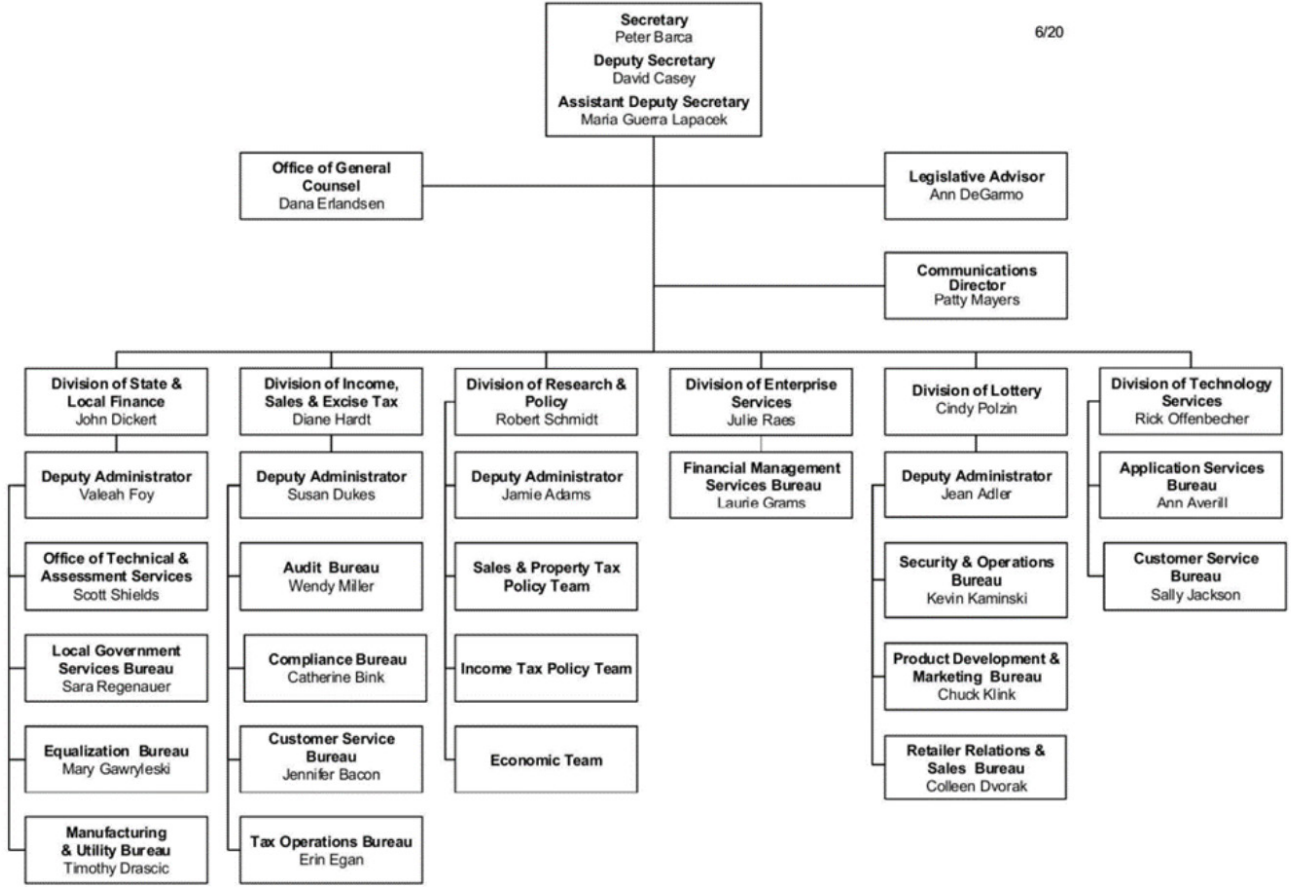 Secretary
Peter Barca
Deputy Secretary
David Casey
Assistant Deputy Secretary
Maria Guerra Lapacek
6/20
Office of General
Counsel
Dana Erlandsen
Legislative Advisor
Ann DeGarmo
Communications
Director
Patty Mayers
Division of State &
Local Finance
John Dickert
Deputy Administrator
Valeah Foy
Office of Technical &
Assessment Services
Scott Shields
Local Government
Services Bureau
Sara Regenauer
Equalization Bureau
Mary Gawryleski
Manufacturing
& Utility Bureau
Timothy Drascic
Division of Income,
Sales & Excise Tax
Diane Hardt
Deputy Administrator
Susan Dukes
Audit Bureau
Wendy Miller
Compliance Bureau
Catherine Bink
Customer Service
Bureau
Jennifer Bacon
Tax Operations Bureau
Erin Egan
Division of Research &
Policy
Robert Schmidt
Deputy Administrator
Jamie Adams
Sales & Property Tax
Policy Team
Income Tax Policy Team
Economic Team
Division of Enterprise
Services
Julie Raes
Financial Management
Services Bureau
Laurie Grams
Division of Lottery
Cindy Polzin
Deputy Administrator
Jean Adler
Security & Operations
Bureau
Kevin Kaminski
Product Development &
Marketing Bureau
Chuck Klink
Retailer Relations &
Sales Bureau
Colleen Dvorak
Division of Technology
Services
Rick Offenbecher
Application Services
Bureau
Ann Averill
Customer Service
Bureau
Sally Jackson